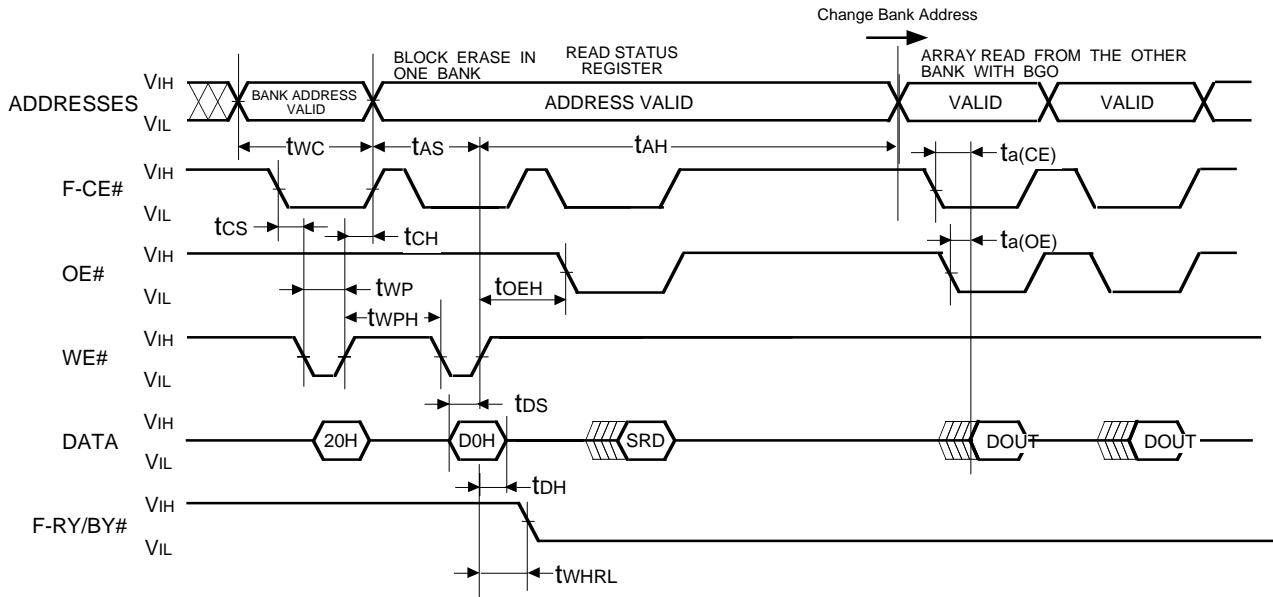 Change Bank Address
BLOCK ERASE IN
ONE BANK
READ STATUS
REGISTER
ARRAY READ FROM THE OTHER
BANK WITH BGO
ADDRESSES
VIH
VIL
BANK ADDRESS
VALID
ADDRESS VALID
VALID
VALID
tWC
tAS
tAH
ta(CE)
F-CE#
VIH
VIL
tCS
tCH
ta(OE)
OE#
VIH
VIL
tWP
tOEH
tWPH
WE#
VIH
VIL
tDS
DATA
VIH
VIL
20H
D0H
SRD
DOUT
DOUT
tDH
F-RY/BY#
VIH
VIL
tWHRL